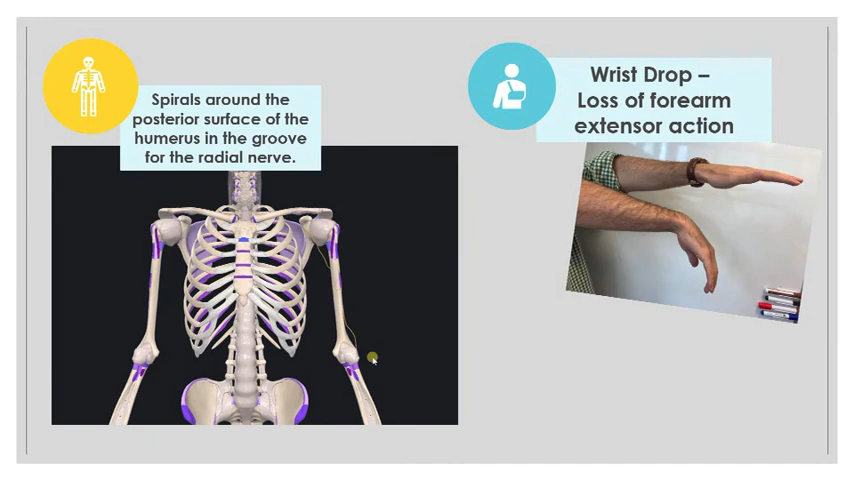 Spirals around the
posterior surface of the
humerus in the groove
for the radial nerve.
Wrist Drop –
Loss of forearm
extensor action